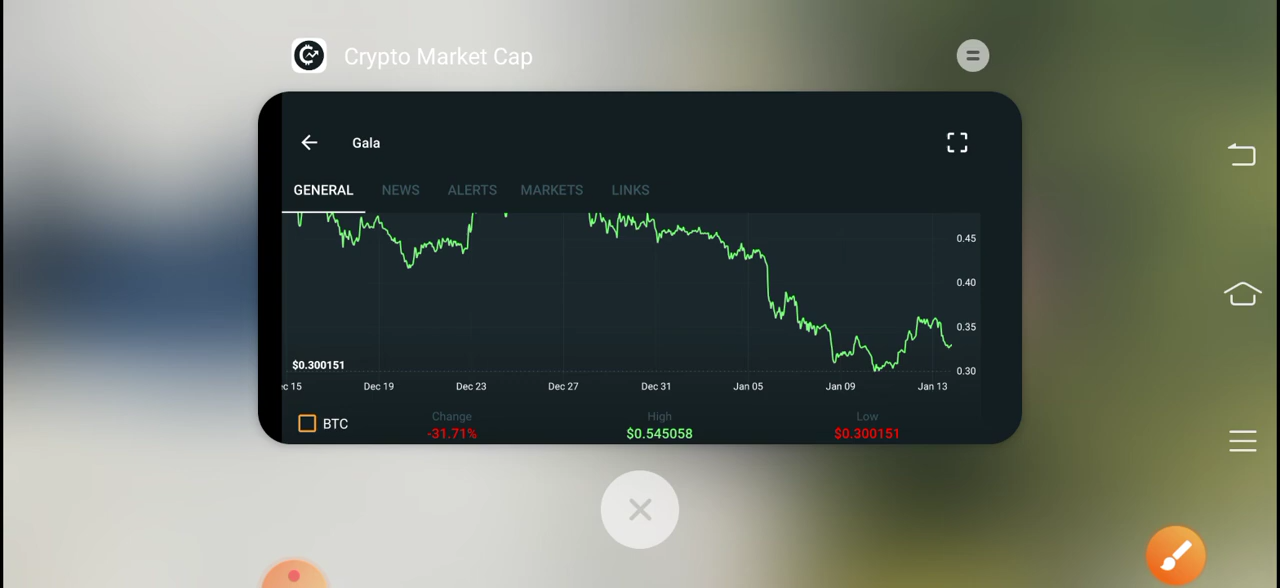 Crypto Market Cap
Gala
GENERAL NEWS ALERTS MARKETS LINKS
0.45
0.40
0.35
$0.300151
0.30
ec 15 Dec 19 Dec 23 Dec 27 Dec 31 Jan 05 Jan 09 Jan 13
BTC
Change High Low
-31.71% $0.545058 $0.300151